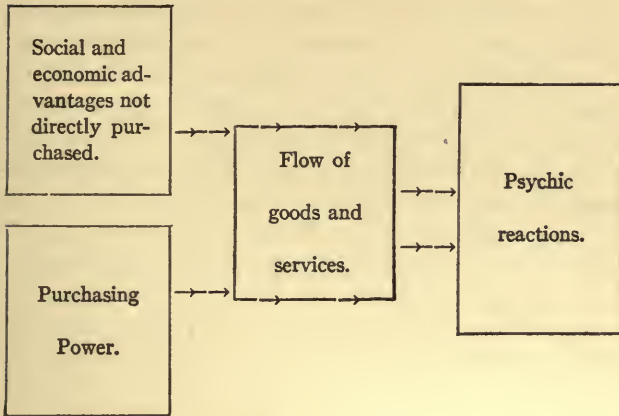 Social and
economic ad-
vantages not
directly pur-
chased.
Flow of
goods and
services.
Psychic
reactions.
Purchasing
Power.